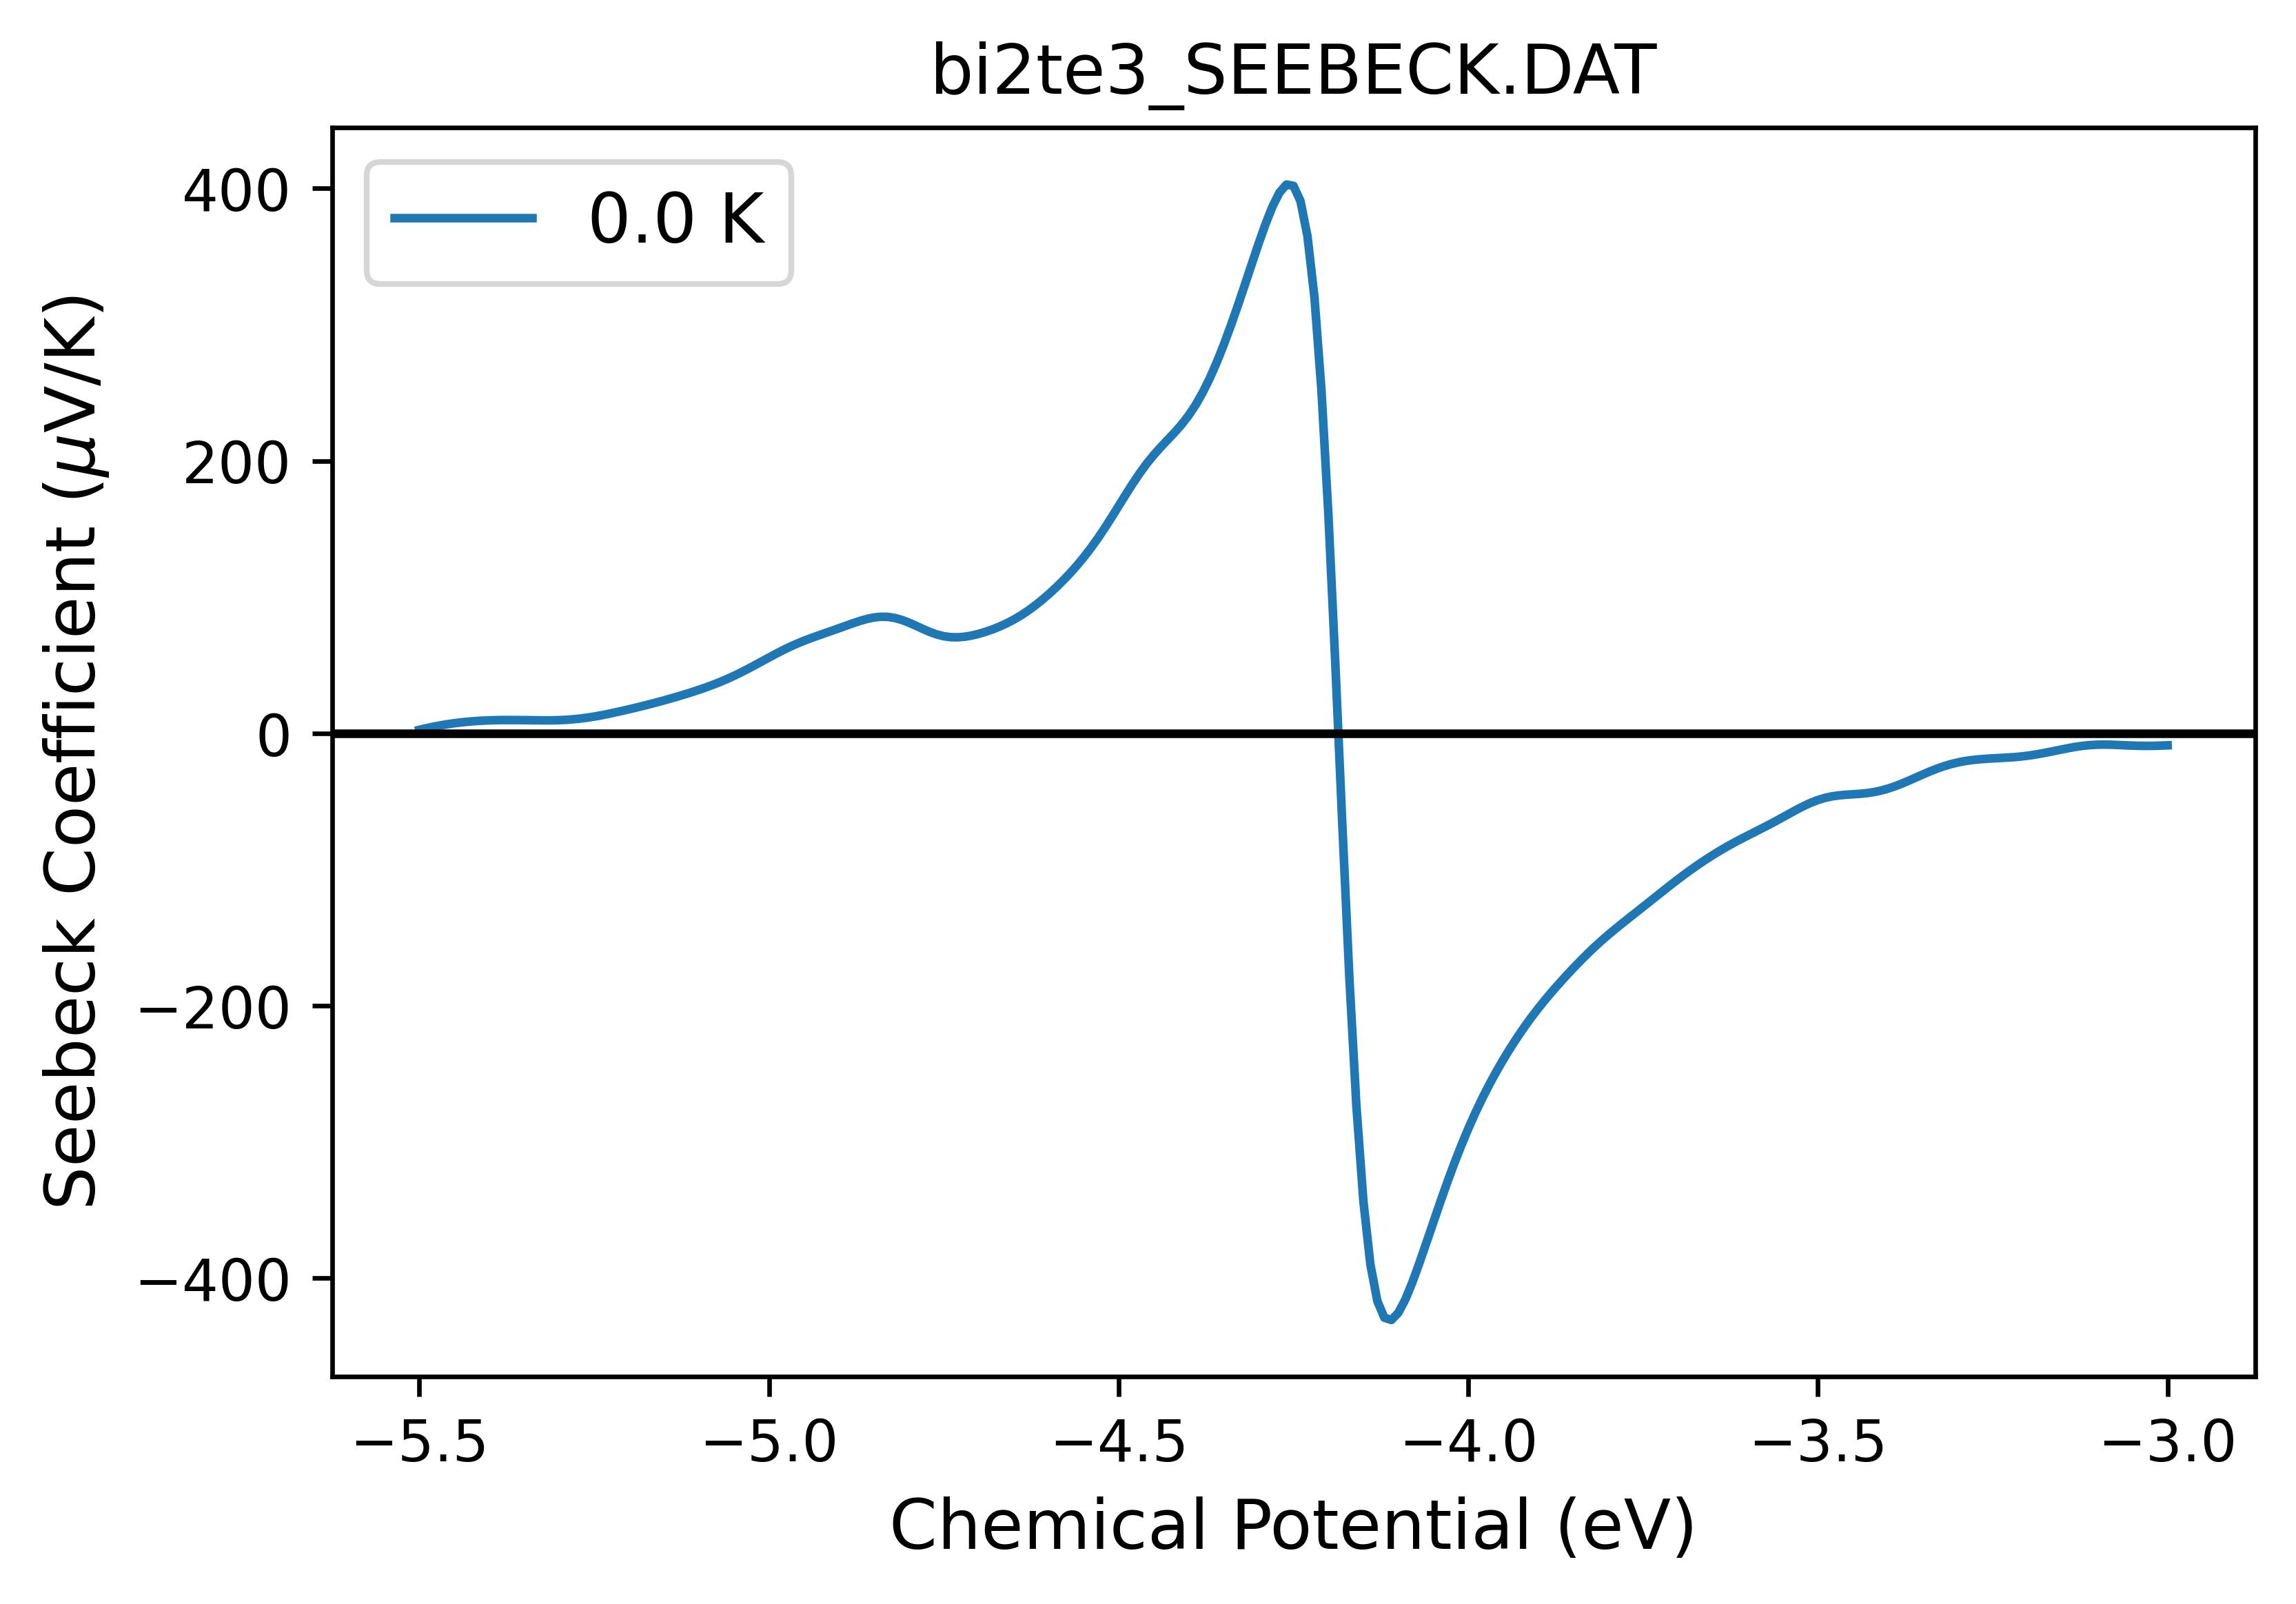 bi2te3_SEEBECK.DAT
0.0 K
Seebeck Coefficient (μV/K)
400
200
0
−200
−400
−5.5 −5.0 −4.5 −4.0 −3.5 −3.0
Chemical Potential (eV)